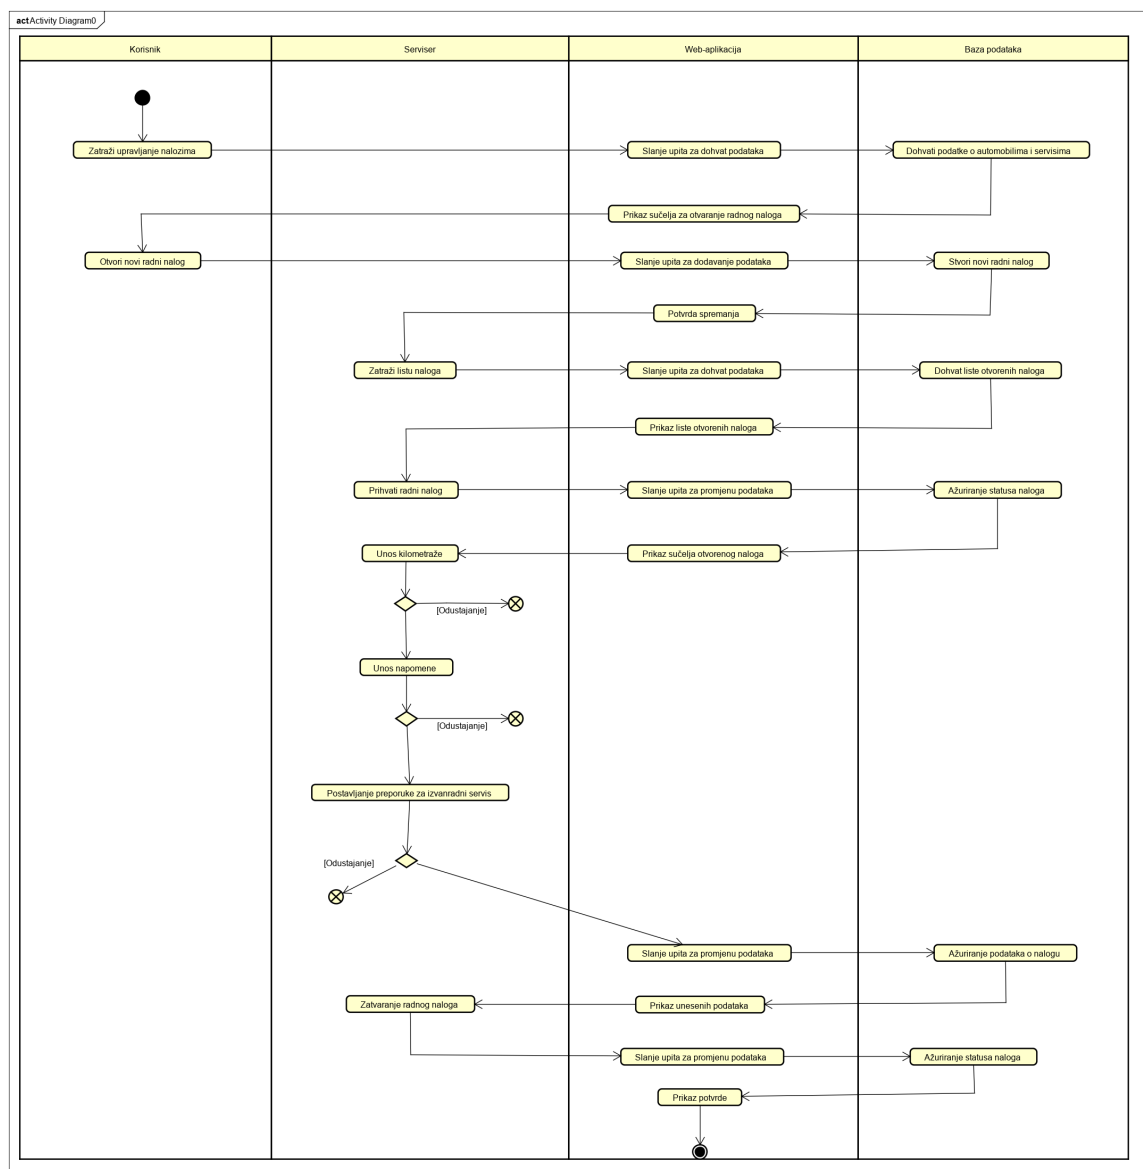 act Activity Diagram0
Korisnik
Serviser
Web-aplikacija
Baza podataka
Zatraži upravljanje nalozima
Slanje upita za dohvat podataka
Dohvati podatke o automobilima i servisima
Prikaz sučelja za otvaranje radnog naloga
Otvori novi radni nalog
Slanje upita za dodavanje podataka
Stvori novi radni nalog
Potvrda spremanja
Zatraži listu naloga
Slanje upita za dohvat podataka
Dohvat liste otvorenih naloga
Prikaz liste otvorenih naloga
Prihvati radni nalog
Slanje upita za promjenu podataka
Ažuriranje statusa naloga
Unos kilometraže
Prikaz sučelja otvorenog naloga
[Odustajanje]
Unos napomene
[Odustajanje]
Postavljanje preporuke za izvanradni servis
[Odustajanje]
Slanje upita za promjenu podataka
Ažuriranje podataka o nalogu
Zatvaranje radnog naloga
Prikaz unesenih podataka
Slanje upita za promjenu podataka
Ažuriranje statusa naloga
Prikaz potvrde